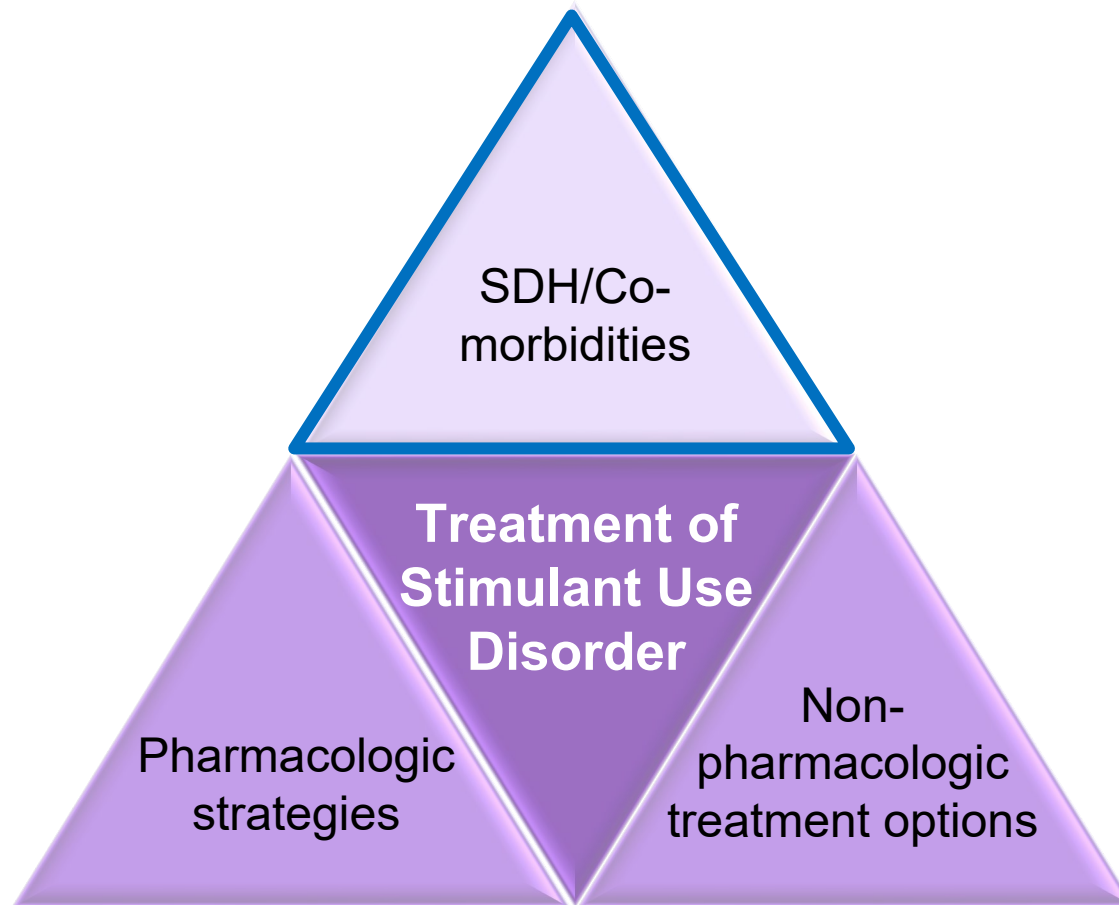 SDH/Co-
morbidities
Treatment of
Stimulant Use
Disorder
Pharmacologic
strategies
Non-
pharmacologic
treatment options